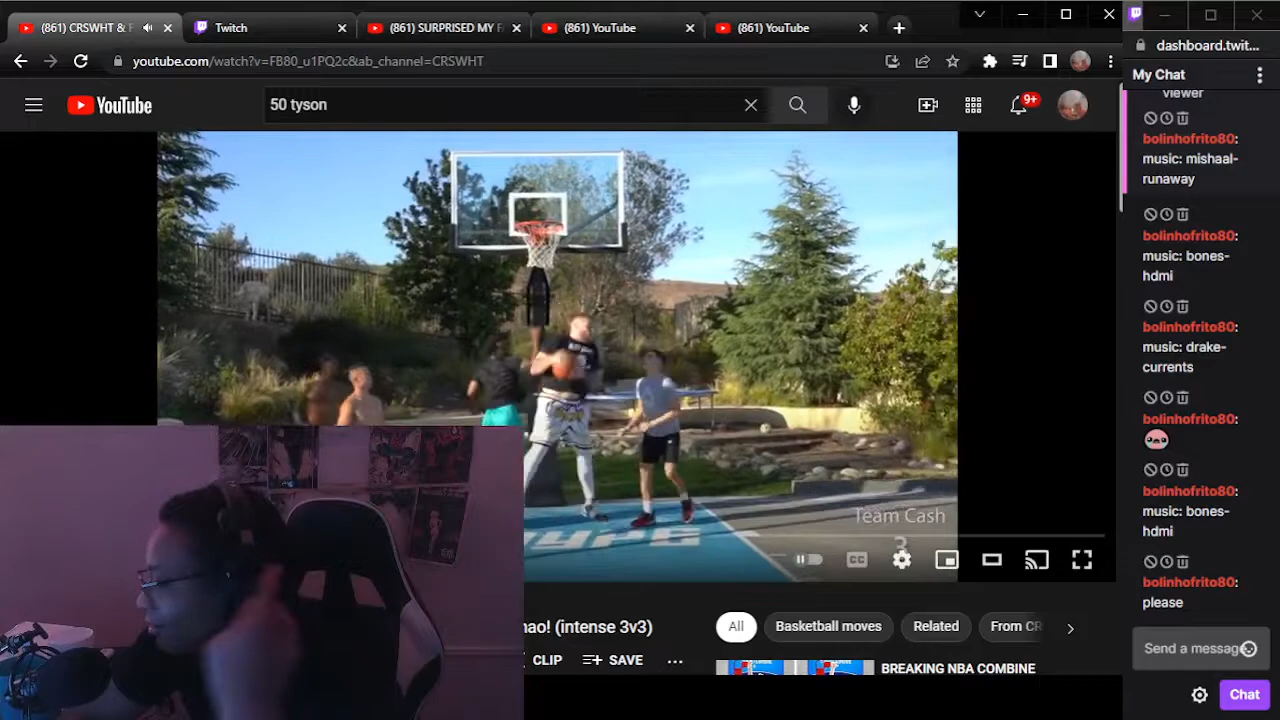 (861) CRSWHT & F
Twitch
(861) SURPRISED MY F
(861) YouTube
(861) YouTube
youtube.com/watch?v=FB80_u1PQ2c&ab_channel=CRSWHT
dashboard.twit...
YouTube
50 tyson
9+
My Chat
viewer
bolinhofrito80:
music: mishaal-
runaway
bolinhofrito80:
music: bones-
hdmi
bolinhofrito80:
music: drake-
currents
bolinhofrito80:
bolinhofrito80:
music: bones-
hdmi
bolinhofrito80:
please
Team Cash
3
CC
hao! (intense 3v3)
All
Basketball moves
Related
From CR
CLIP
SAVE
...
BREAKING NBA COMBINE
Send a message
Chat